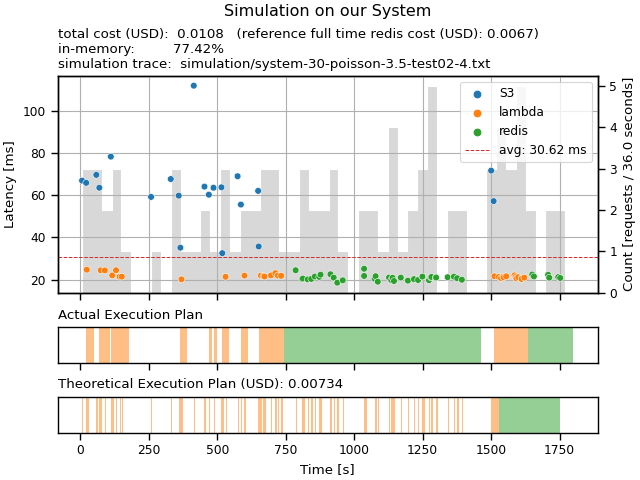 Simulation on our System
total cost (USD):  0.0108   (reference full time redis cost (USD): 0.0067)
in-memory:         77.42%
simulation trace:  simulation/system-30-poisson-3.5-test02-4.txt
S3
lambda
redis
avg: 30.62 ms
Latency [ms]
100
80
60
40
20
5
4
3
2
1
0
Count [requests / 36.0 seconds]
Actual Execution Plan
Theoretical Execution Plan (USD): 0.00734
0 250 500 750 1000 1250 1500 1750
Time [s]